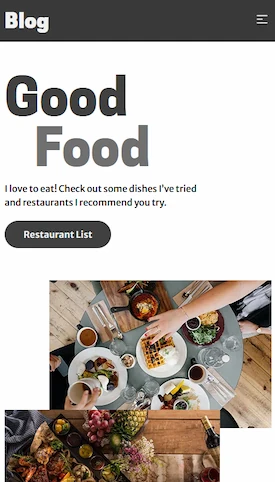 Blog
Good
Food
I love to eat! Check out some dishes I've tried
and restaurants I recommend you try.
Restaurant List